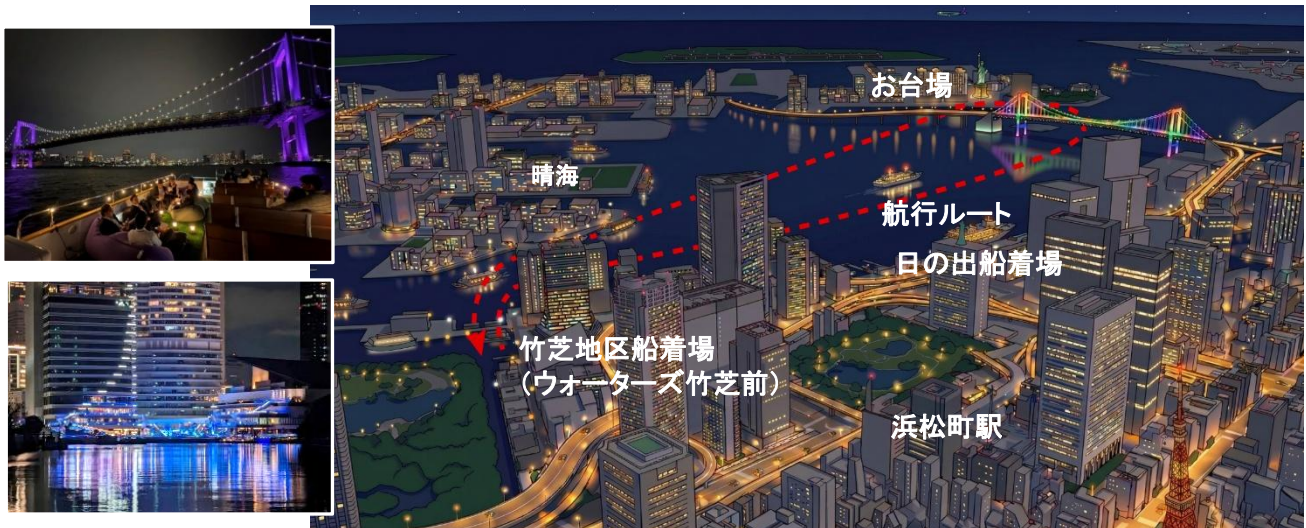 お台場
晴海
航行ルート
日の出船着場
竹芝地区船着場
（ウォーターズ竹芝前）
浜松町駅